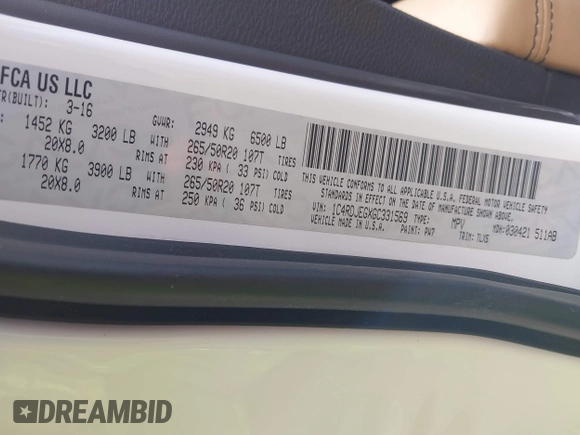 FCA US LLC
FR(BUILT): 3-16
GVWR: 2949 KG 6500 LB
1452 KG 3200 LB WITH 265/50R20 107T TIRES
20X8.0 RIMS AT 230 KPA ( 33 PSI) COLD
1770 KG 3900 LB WITH 265/50R20 107T TIRES
20X8.0 RIMS AT 250 KPA ( 36 PSI) COLD
THIS VEHICLE CONFORMS TO ALL APPLICABLE U.S.A. FEDERAL MOTOR VEHICLE SAFETY
STANDARDS IN EFFECT ON THE DATE OF MANUFACTURE SHOWN ABOVE.
VIN: 1C4RDJEGXGC331569 TYPE: MPV MDH:030421 511AB
VEHICLE MADE IN U.S.A. PAINT: PW7 TRIM: TLX5
DREAMBID